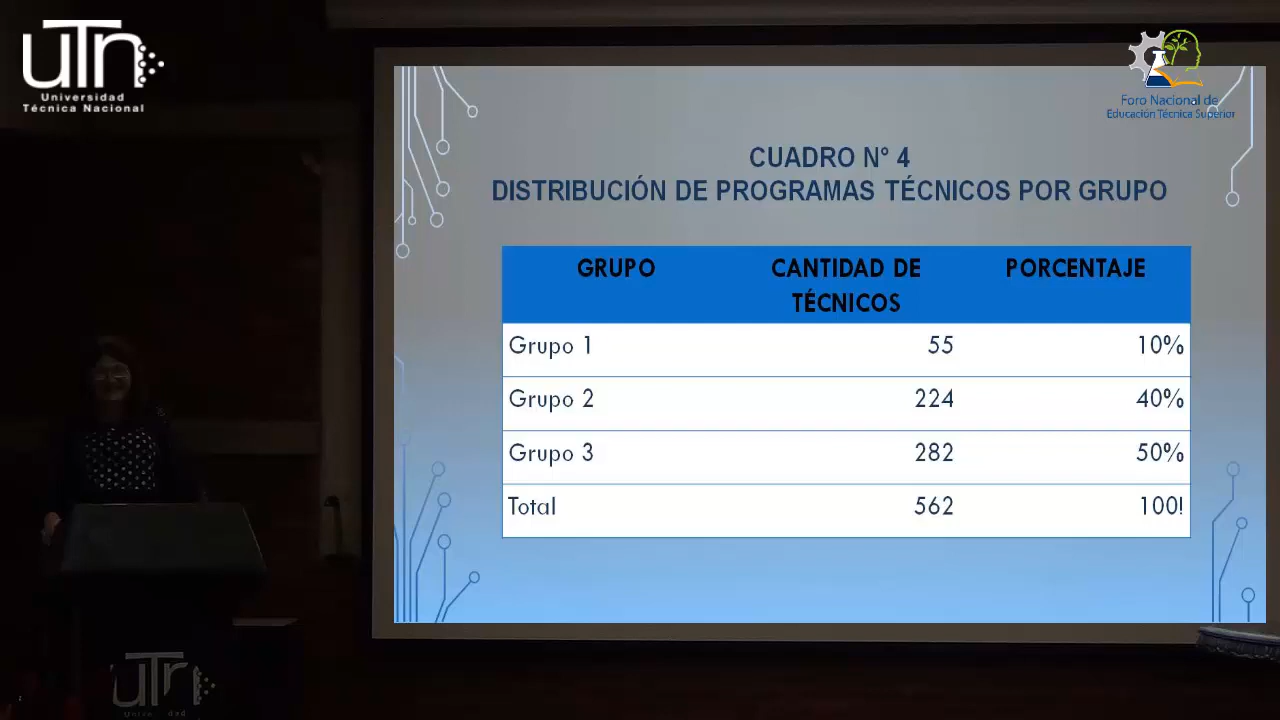 uTn
Universidad
Técnica Nacional
Foro Nacional de
Educación Técnica Superior
CUADRO N° 4
DISTRIBUCIÓN DE PROGRAMAS TÉCNICOS POR GRUPO
GRUPO CANTIDAD DE TÉCNICOS PORCENTAJE
Grupo 1 55 10%
Grupo 2 224 40%
Grupo 3 282 50%
Total 562 100!
uTn